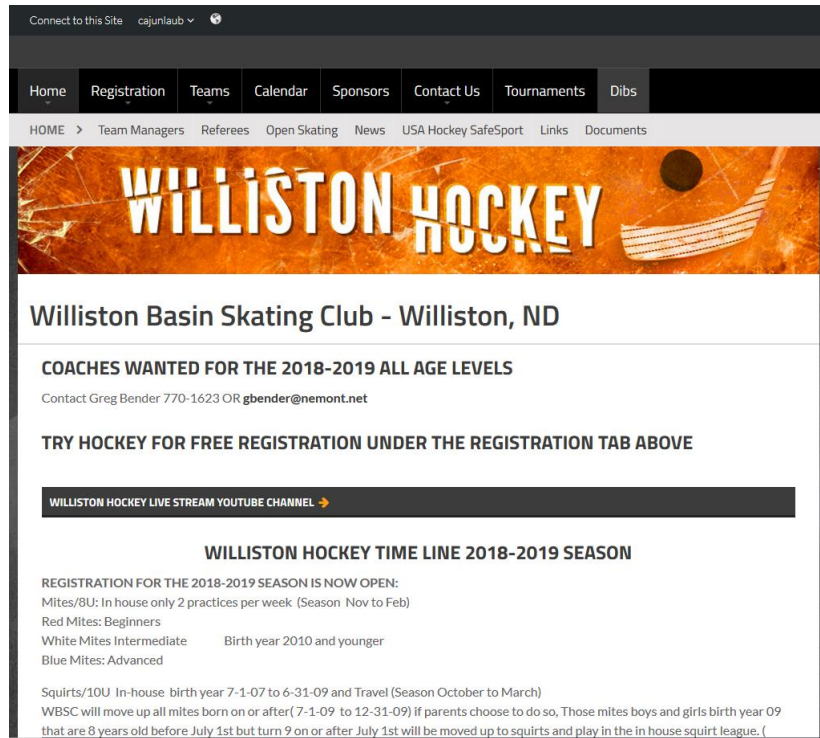 Connect to this Site cajunlaub
Home Registration Teams Calendar Sponsors Contact Us Tournaments Dibs
HOME > Team Managers Referees Open Skating News USA Hockey SafeSport Links Documents
WILLISTON HOCKEY
Williston Basin Skating Club - Williston, ND
COACHES WANTED FOR THE 2018-2019 ALL AGE LEVELS
Contact Greg Bender 770-1623 OR gbender@nemont.net
TRY HOCKEY FOR FREE REGISTRATION UNDER THE REGISTRATION TAB ABOVE
WILLISTON HOCKEY LIVE STREAM YOUTUBE CHANNEL
WILLISTON HOCKEY TIME LINE 2018-2019 SEASON
REGISTRATION FOR THE 2018-2019 SEASON IS NOW OPEN:
Mites/8U: In house only 2 practices per week (Season Nov to Feb)
Red Mites: Beginners
White Mites Intermediate Birth year 2010 and younger
Blue Mites: Advanced
Squirts/10U In-house birth year 7-1-07 to 6-31-09 and Travel (Season October to March)
WBSC will move up all mites born on or after( 7-1-09 to 12-31-09) if parents choose to do so, Those mites boys and girls birth year 09
that are 8 years old before July 1st but turn 9 on or after July 1st will be moved up to squirts and play in the in house squirt league. (